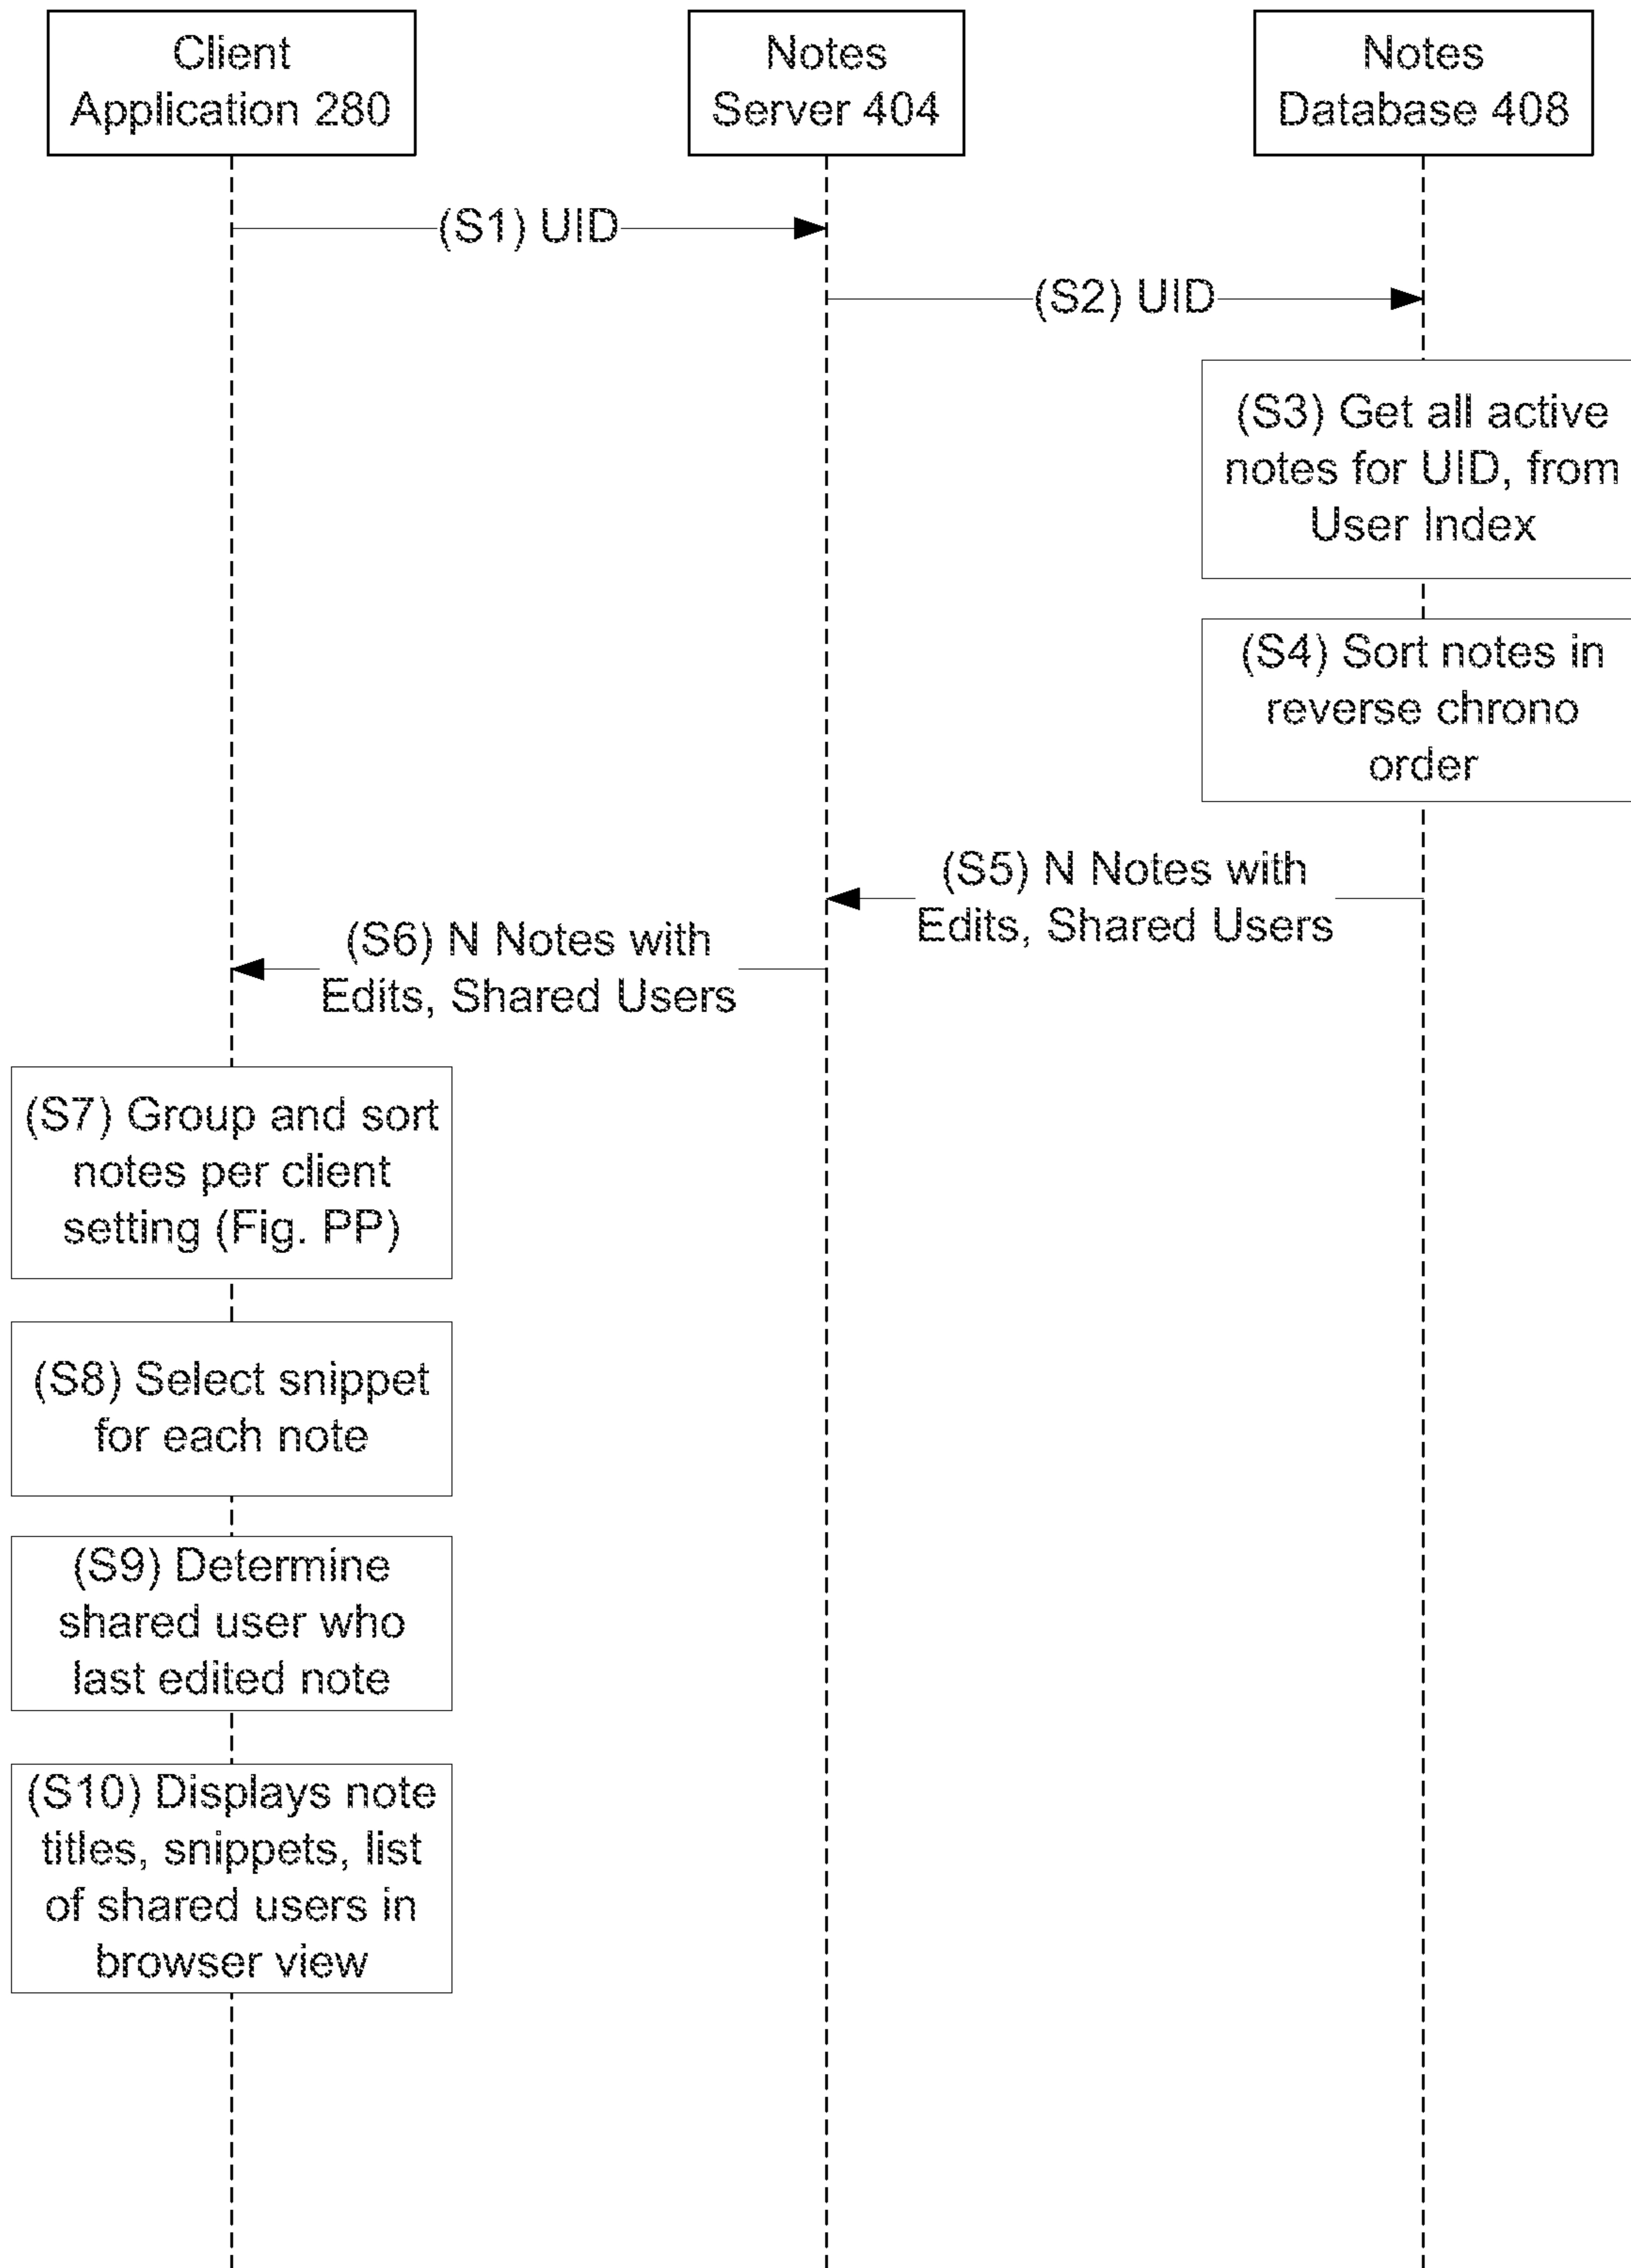 Client
Application 280
Notes
Server 404
Notes
Database 408
(S1) UID
(S2) UID
(S3) Get all active
notes for UID, from
User Index
(S4) Sort notes in
reverse chrono
order
(S5) N Notes with
Edits, Shared Users
(S6) N Notes with
Edits, Shared Users
(S7) Group and sort
notes per client
setting (Fig. PP)
(S8) Select snippet
for each note
(S9) Determine
shared user who
last edited note
(S10) Displays note
titles, snippets, list
of shared users in
browser view